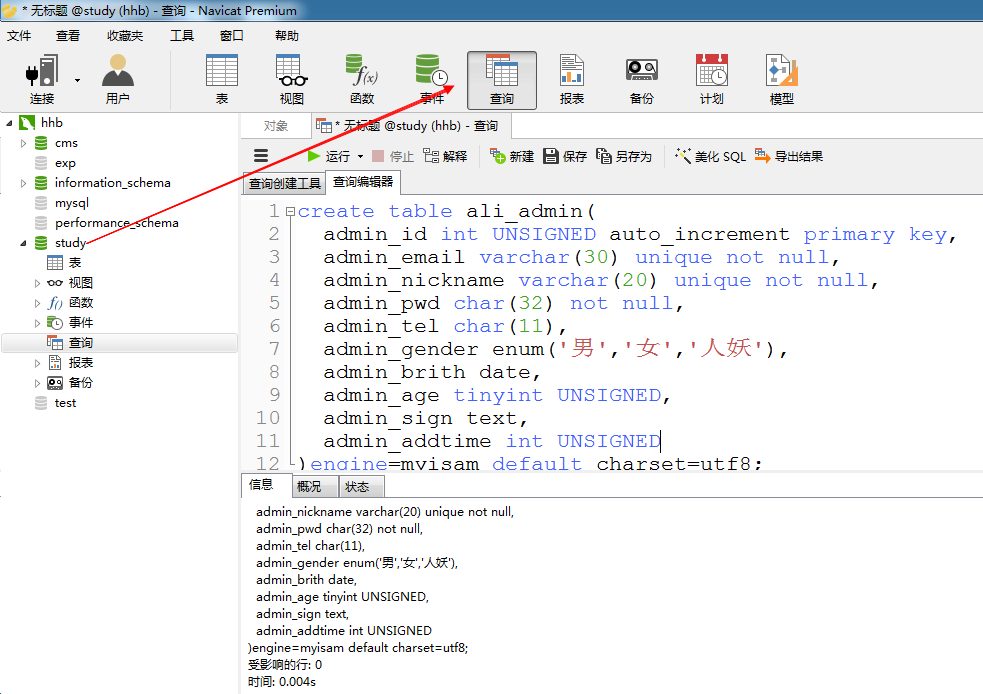 * 无标题 @study (hhb) - 查询 - Navicat Premium
文件 查看 收藏夹 工具 窗口 帮助
连接 用户 表 视图 f(x) 函数 事件 查询 报表 备份 计划 模型
hhb
cms
exp
information_schema
mysql
performance_schema
study
表
视图
f() 函数
事件
查询
报表
备份
test
对象 * 无标题 @study (hhb) - 查询
运行 停止 解释 新建 保存 另存为 美化 SQL 导出结果
查询创建工具 查询编辑器
1 create table ali_admin(
2 admin_id int UNSIGNED auto_increment primary key,
3 admin_email varchar(30) unique not null,
4 admin_nickname varchar(20) unique not null,
5 admin_pwd char(32) not null,
6 admin_tel char(11),
7 admin_gender enum('男','女','人妖'),
8 admin_brith date,
9 admin_age tinyint UNSIGNED,
10 admin_sign text,
11 admin_addtime int UNSIGNED
12 )engine=myisam default charset=utf8;
信息 概况 状态
admin_nickname varchar(20) unique not null,
admin_pwd char(32) not null,
admin_tel char(11),
admin_gender enum('男','女','人妖'),
admin_brith date,
admin_age tinyint UNSIGNED,
admin_sign text,
admin_addtime int UNSIGNED
)engine=myisam default charset=utf8;
受影响的行: 0
时间: 0.004s